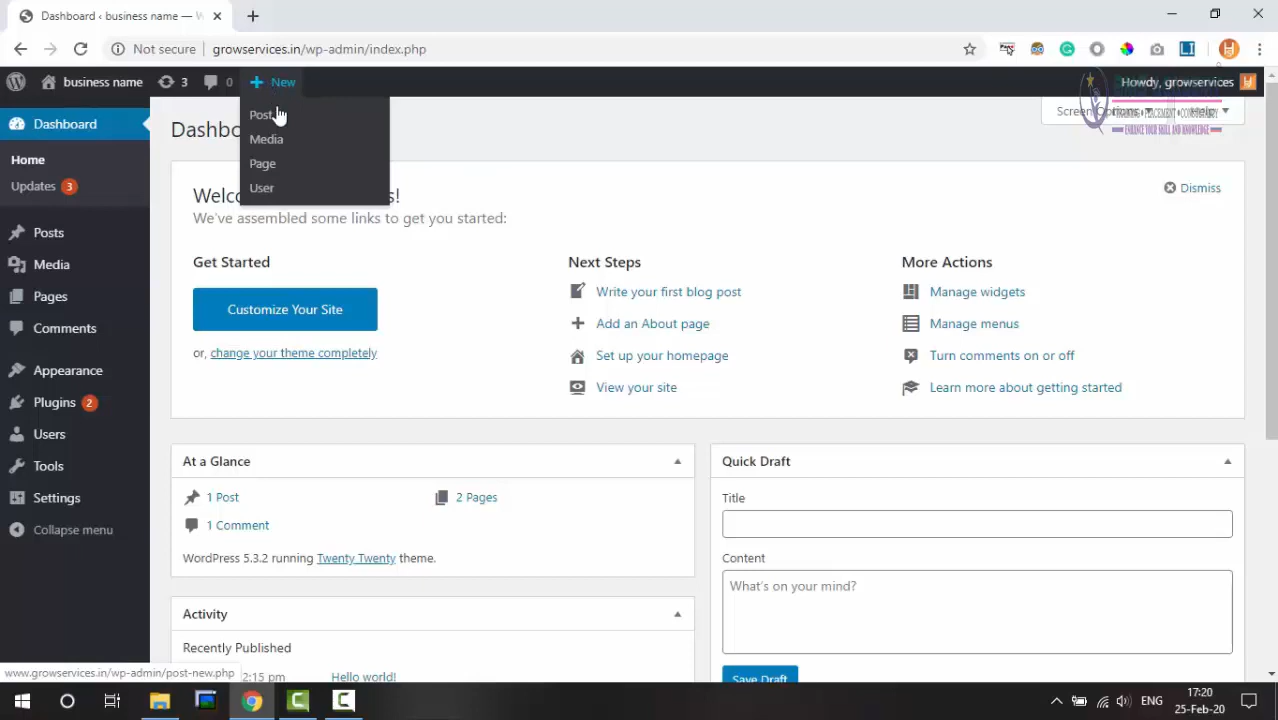 Dashboard ‹ business name — W
Not secure growservices.in/wp-admin/index.php
business name 3 0 New Howdy, growservices
Post
Media
Page
User
Screen Options Help
Dashboard
Home
Updates 3
Posts
Media
Pages
Comments
Appearance
Plugins 2
Users
Tools
Settings
Collapse menu
Dashbo
Welc s!
Dismiss
We've assembled some links to get you started:
Get Started
Customize Your Site
or, change your theme completely
Next Steps
Write your first blog post
Add an About page
Set up your homepage
View your site
More Actions
Manage widgets
Manage menus
Turn comments on or off
Learn more about getting started
At a Glance
1 Post 2 Pages
1 Comment
WordPress 5.3.2 running Twenty Twenty theme.
Activity
Recently Published
2:15 pm Hello world!
Quick Draft
Title
Content
What's on your mind?
Save Draft
www.growservices.in/wp-admin/post-new.php
ENHANCE YOUR SKILL AND KNOWLEDGE
ENG
17:20
25-Feb-20